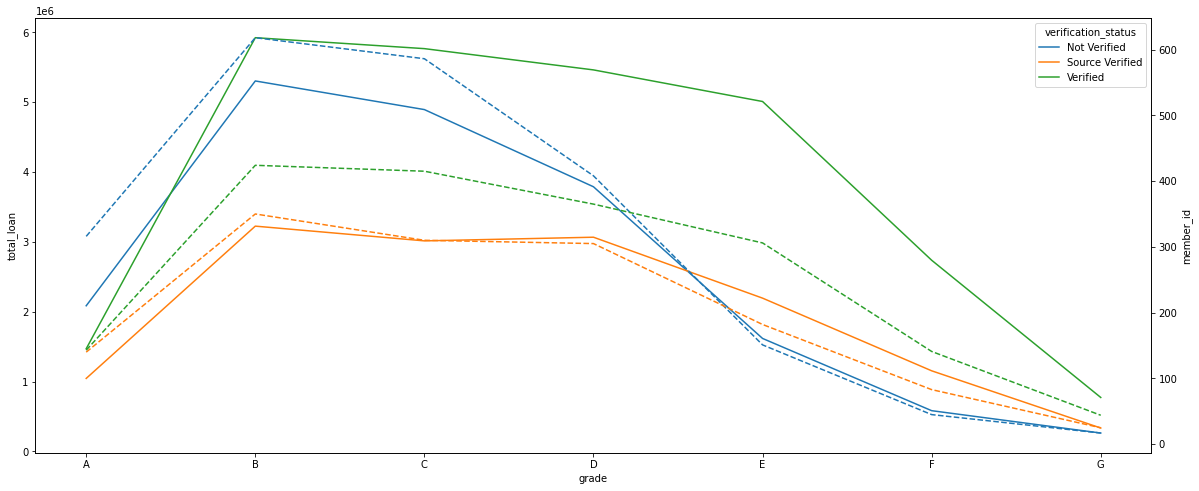 1e6
6
5
4
3
2
1
0
total_loan
verification_status
Not Verified
Source Verified
Verified
600
500
400
300
200
100
0
member_id
A B C D E F G
grade